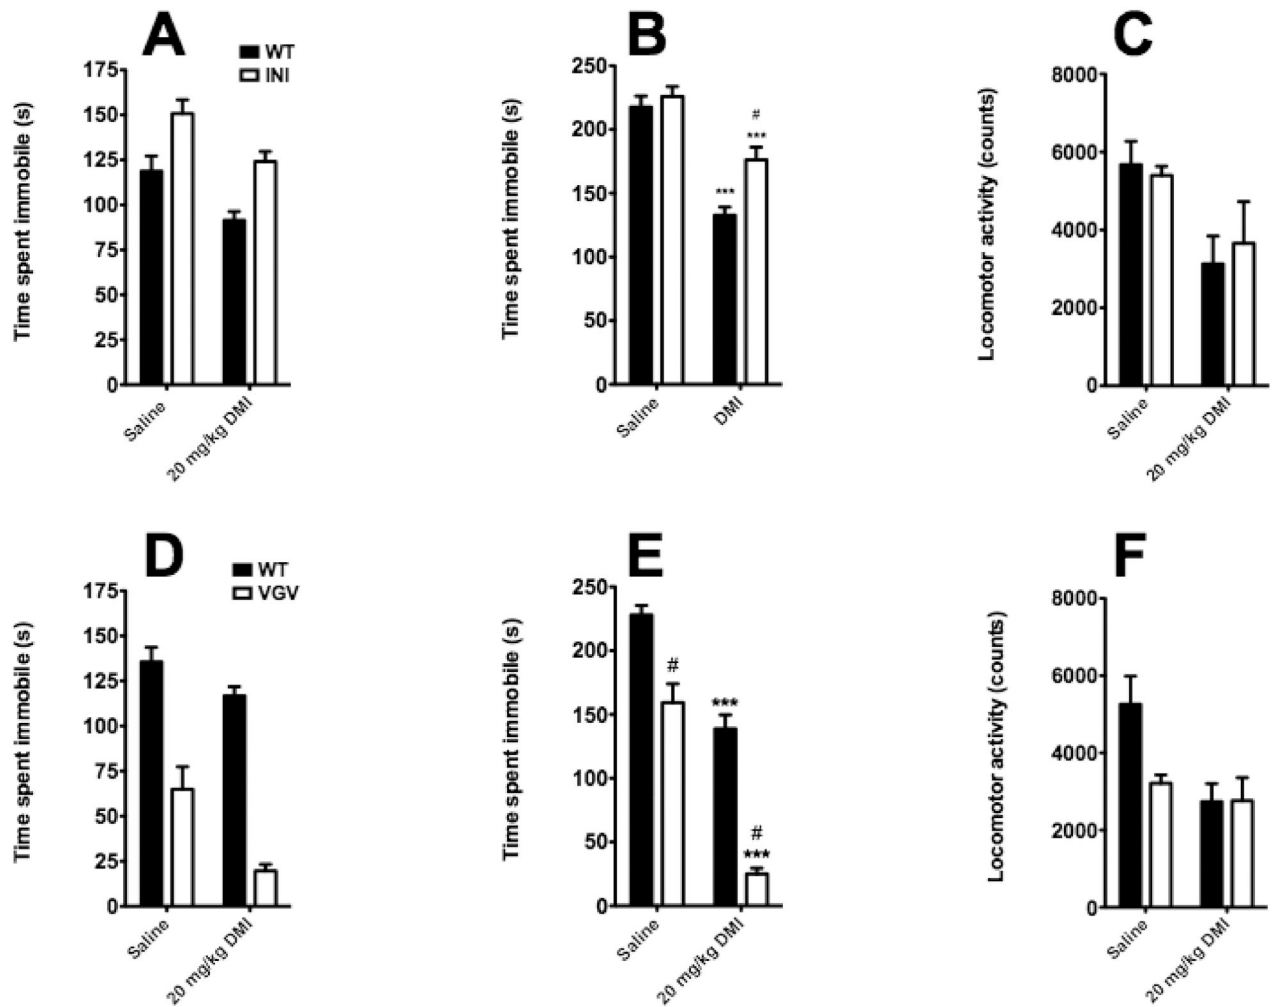 A
WT
INI
Time spent immobile (s)
175
150
125
100
75
50
25
0
Saline
20 mg/kg DMI
B
Time spent immobile (s)
250
200
150
100
50
0
***
#
***
Saline
DMI
C
Locomotor activity (counts)
8000
6000
4000
2000
0
Saline
20 mg/kg DMI
D
WT
VGV
Time spent immobile (s)
175
150
125
100
75
50
25
0
Saline
20 mg/kg DMI
E
Time spent immobile (s)
250
200
150
100
50
0
#
***
#
***
Saline
20 mg/kg DMI
F
Locomotor activity (counts)
8000
6000
4000
2000
0
Saline
20 mg/kg DMI